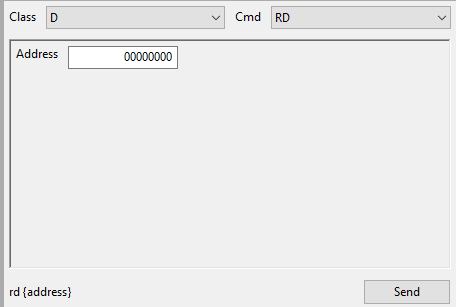 Class D Cmd RD
Address 00000000
rd {address} Send